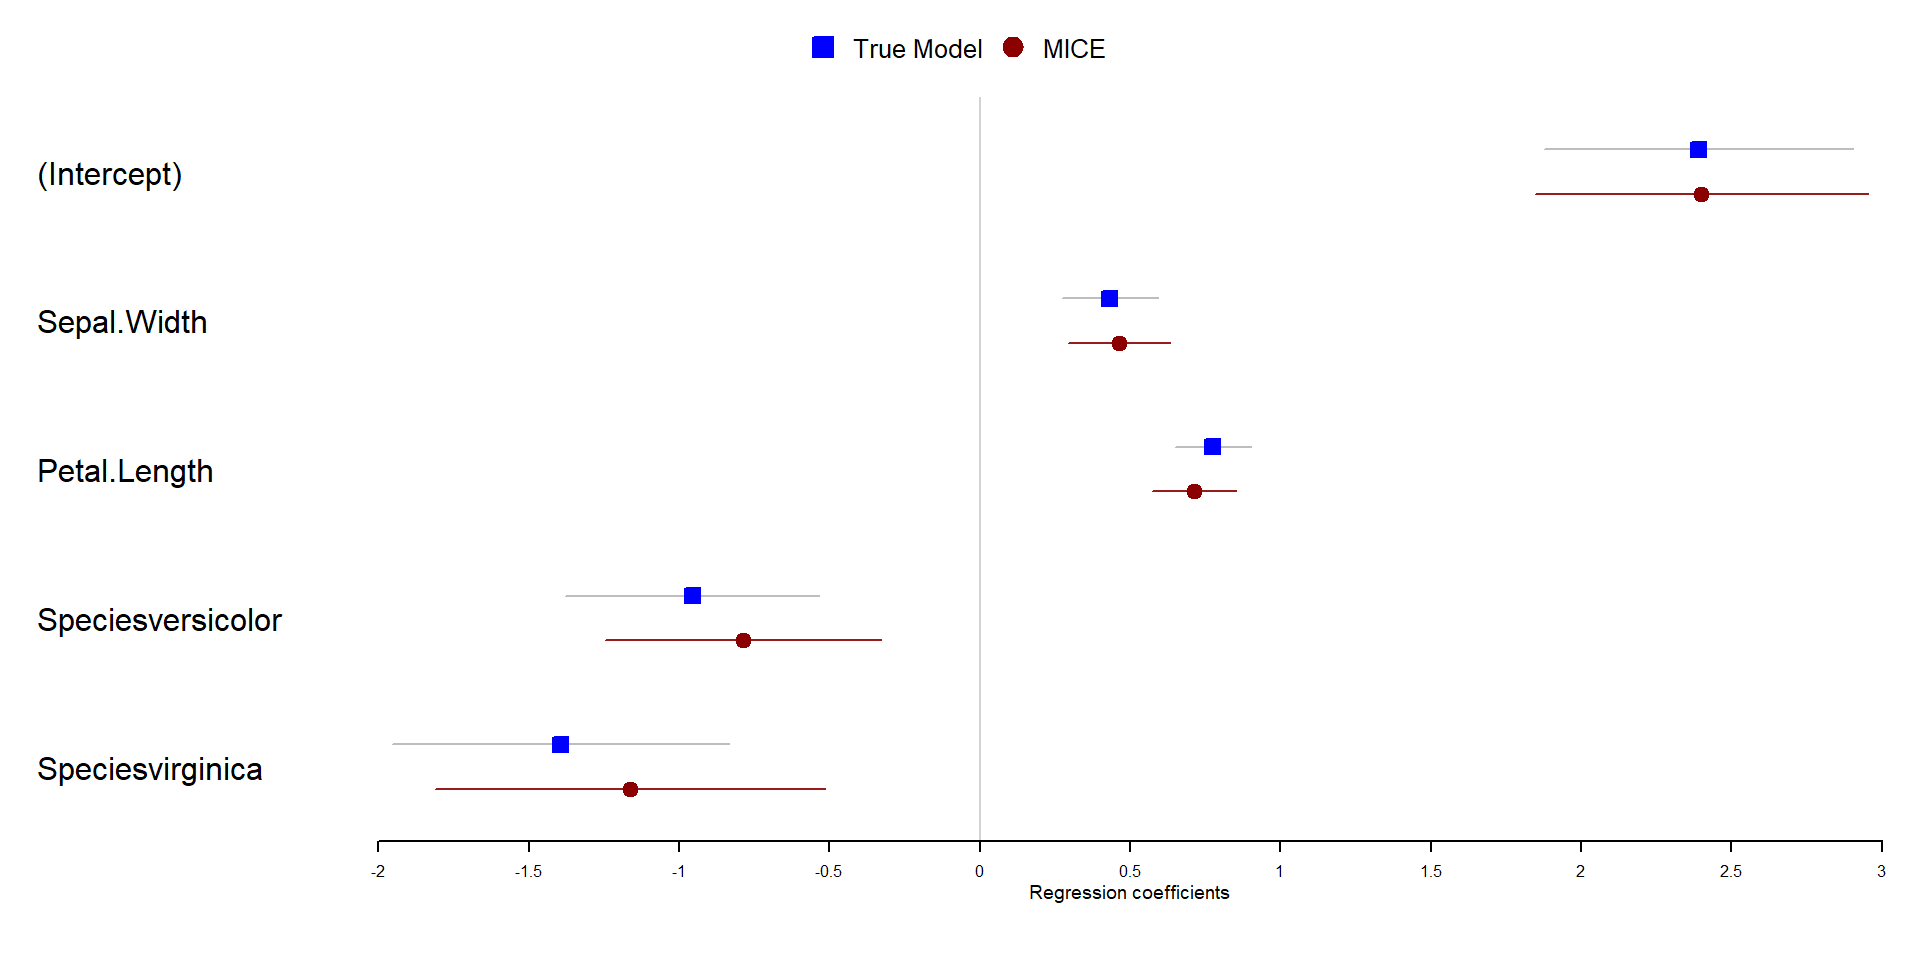 True Model MICE
(Intercept)
Sepal.Width
Petal.Length
Speciesversicolor
Speciesvirginica
-2 -1.5 -1 -0.5 0 0.5 1 1.5 2 2.5 3
Regression coefficients